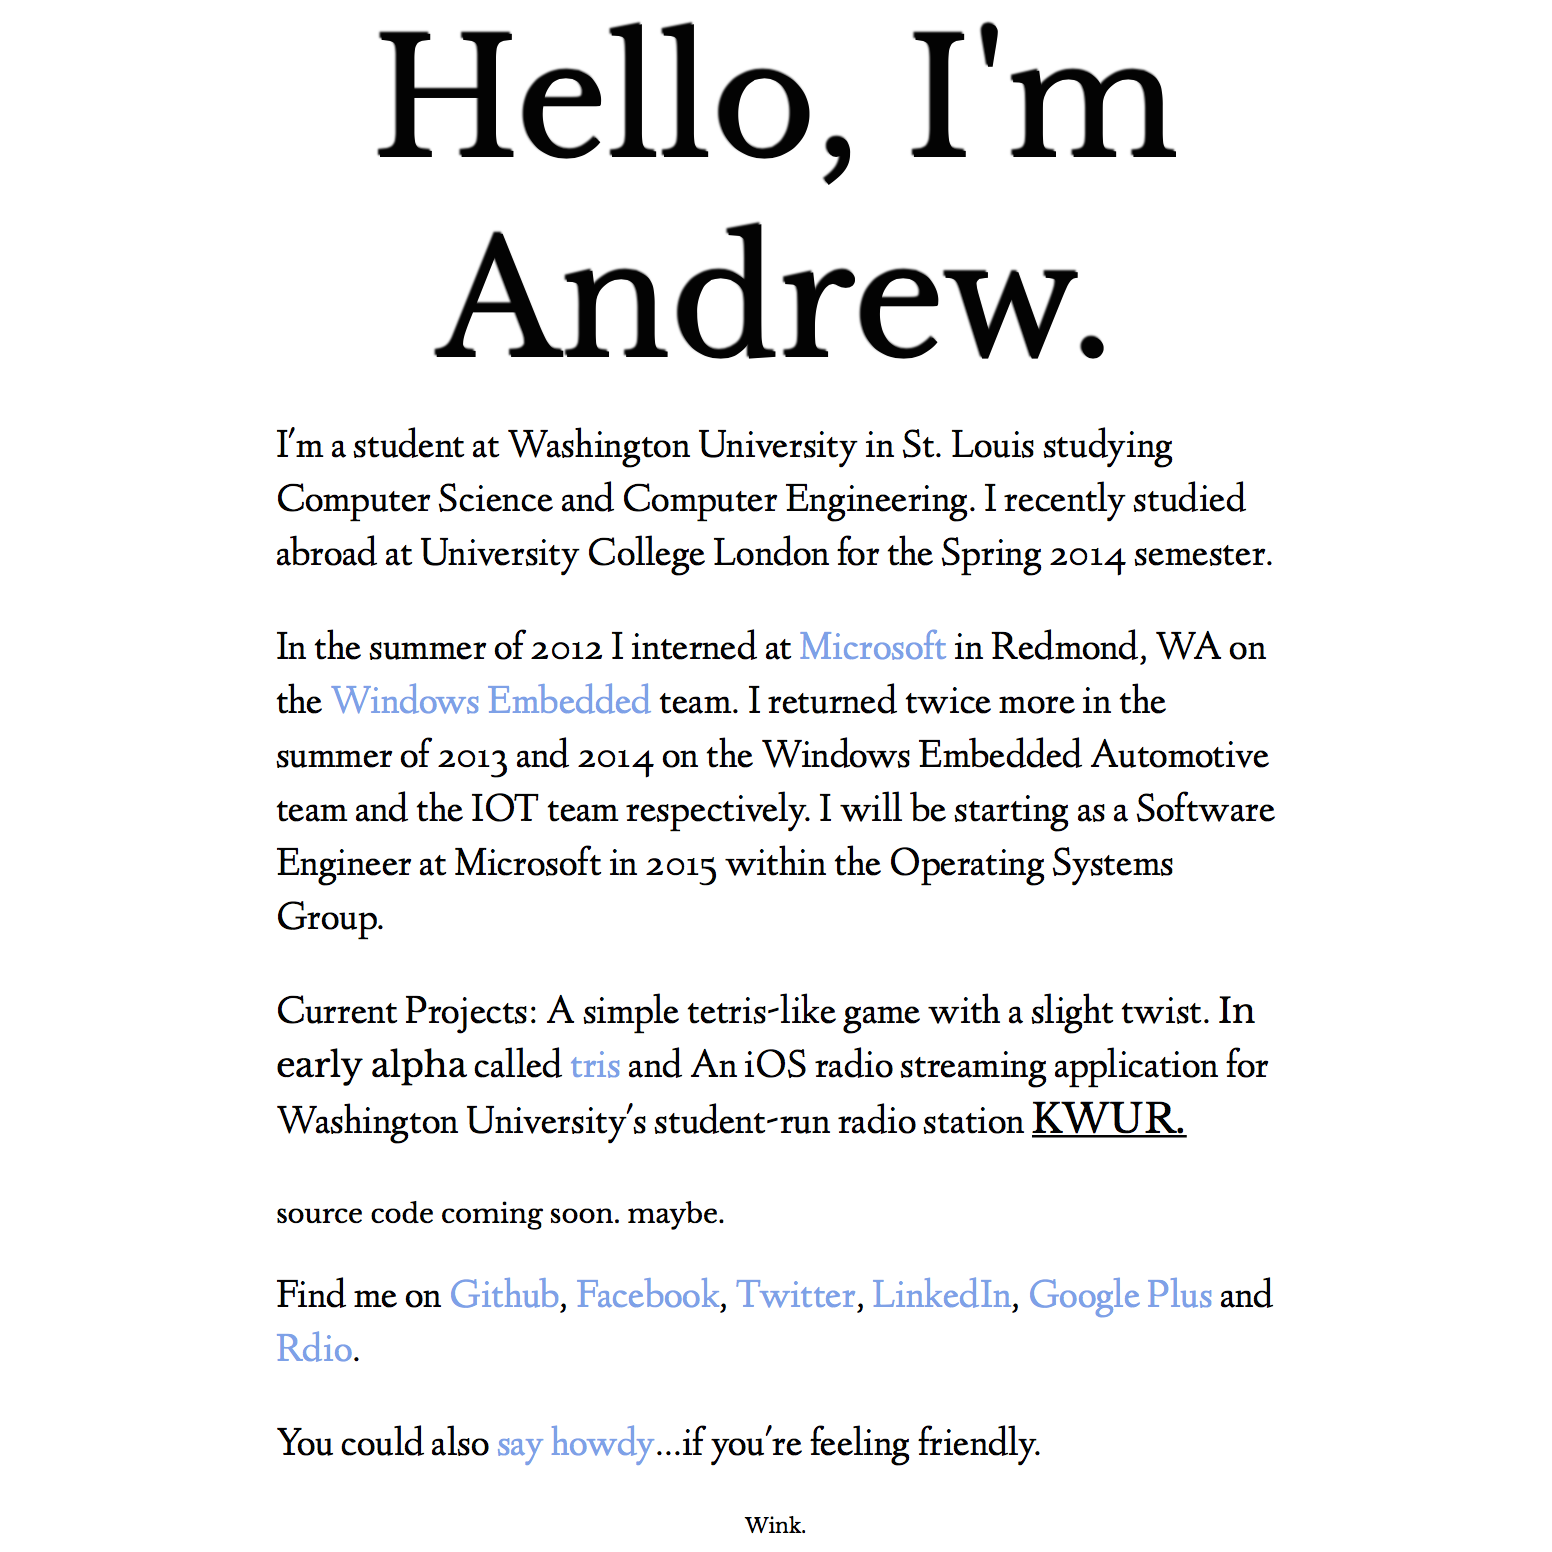 Hello, I'm
Andrew.
I'm a student at Washington University in St. Louis studying
Computer Science and Computer Engineering. I recently studied
abroad at University College London for the Spring 2014 semester.
In the summer of 2012 I interned at Microsoft in Redmond, WA on
the Windows Embedded team. I returned twice more in the
summer of 2013 and 2014 on the Windows Embedded Automotive
team and the IOT team respectively. I will be starting as a Software
Engineer at Microsoft in 2015 within the Operating Systems
Group.
Current Projects: A simple tetris-like game with a slight twist. In
early alpha called tris and An iOS radio streaming application for
Washington University's student-run radio station KWUR.
source code coming soon. maybe.
Find me on Github, Facebook, Twitter, LinkedIn, Google Plus and
Rdio.
You could also say howdy...if you're feeling friendly.
Wink.